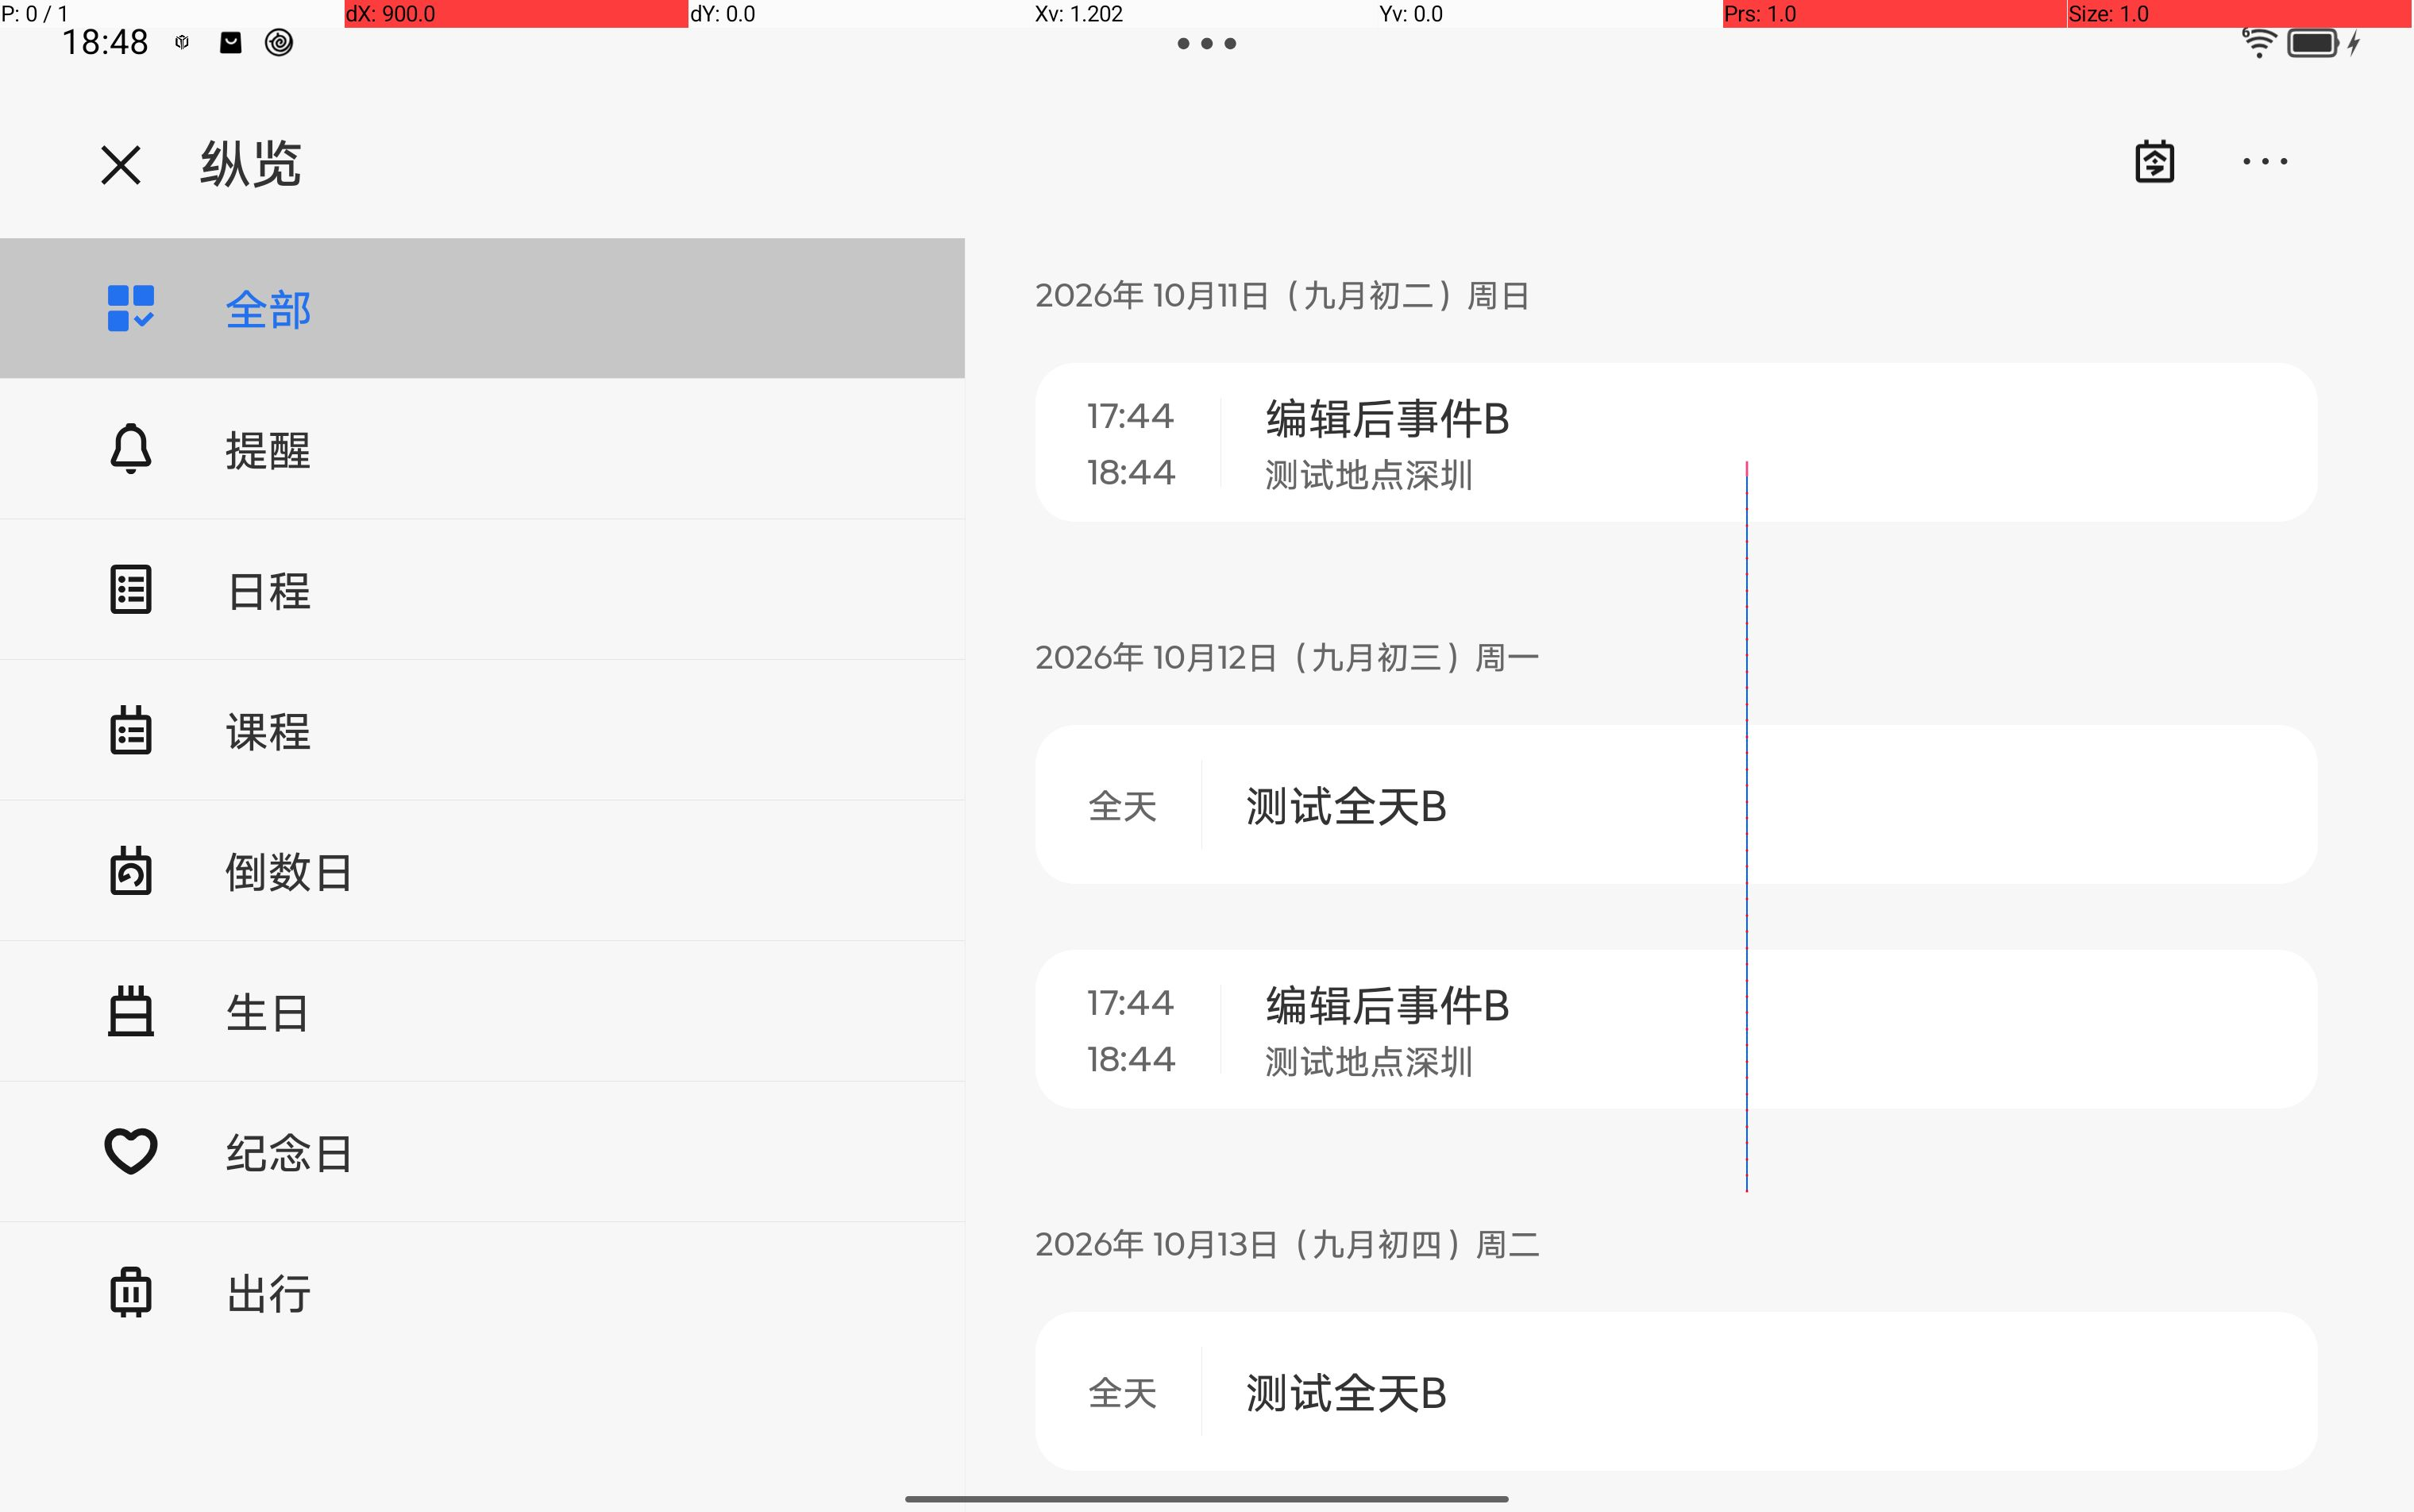 P: 0 / 1 dX: 900.0 dY: 0.0 Xv: 1.202 Yv: 0.0 Prs: 1.0 Size: 1.0
18:48
6
纵览
今
全部
提醒
日程
课程
倒数日
生日
纪念日
出行
2026年 10月11日（九月初二）周日
17:44 编辑后事件B
18:44 测试地点深圳
2026年 10月12日（九月初三）周一
全天 测试全天B
17:44 编辑后事件B
18:44 测试地点深圳
2026年 10月13日（九月初四）周二
全天 测试全天B